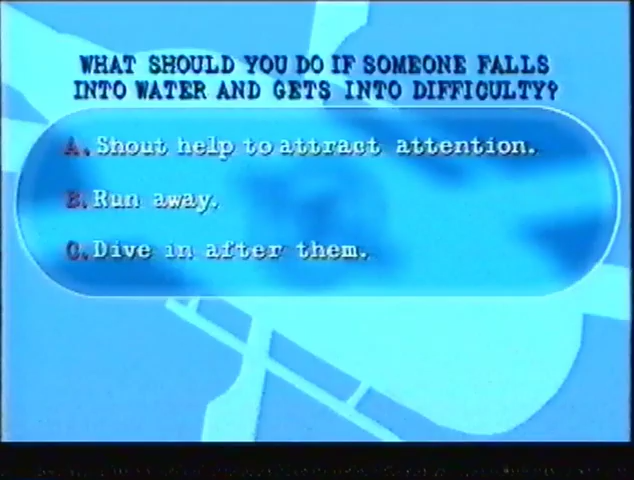 WHAT SHOULD YOU DO IF SOMEONE FALLS
INTO WATER AND GETS INTO DIFFICULTY?
A. Shout help to attract attention.
B. Run away.
C. Dive in after them.